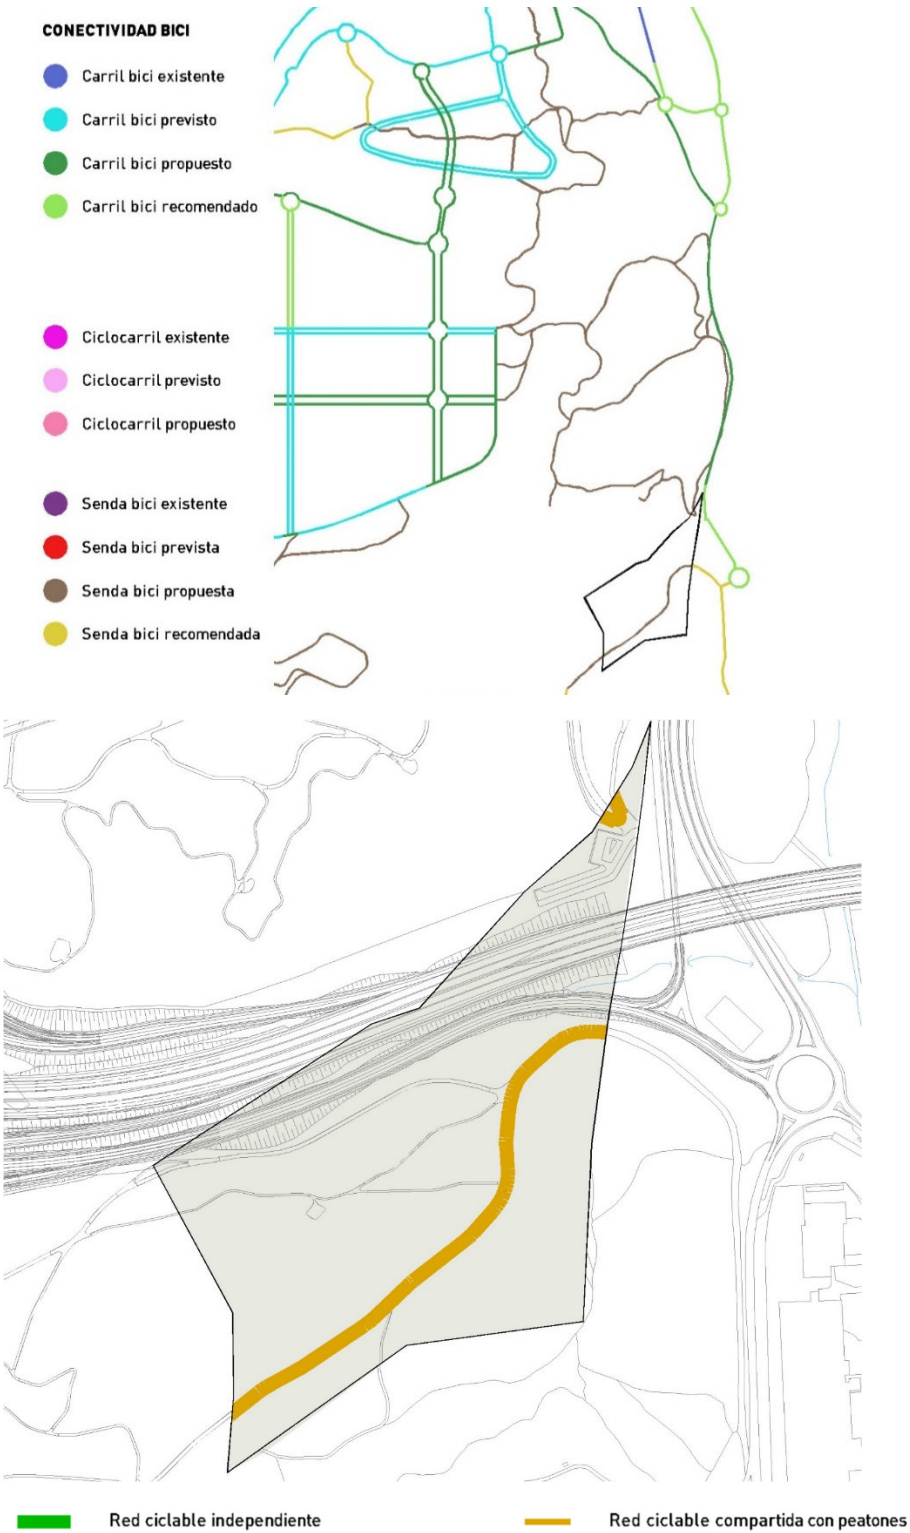 CONECTIVIDAD BICI
Carril bici existente
Carril bici previsto
Carril bici propuesto
Carril bici recomendado
Ciclocarril existente
Ciclocarril previsto
Ciclocarril propuesto
Senda bici existente
Senda bici prevista
Senda bici propuesta
Senda bici recomendada
Red ciclable independiente
Red ciclable compartida con peatones